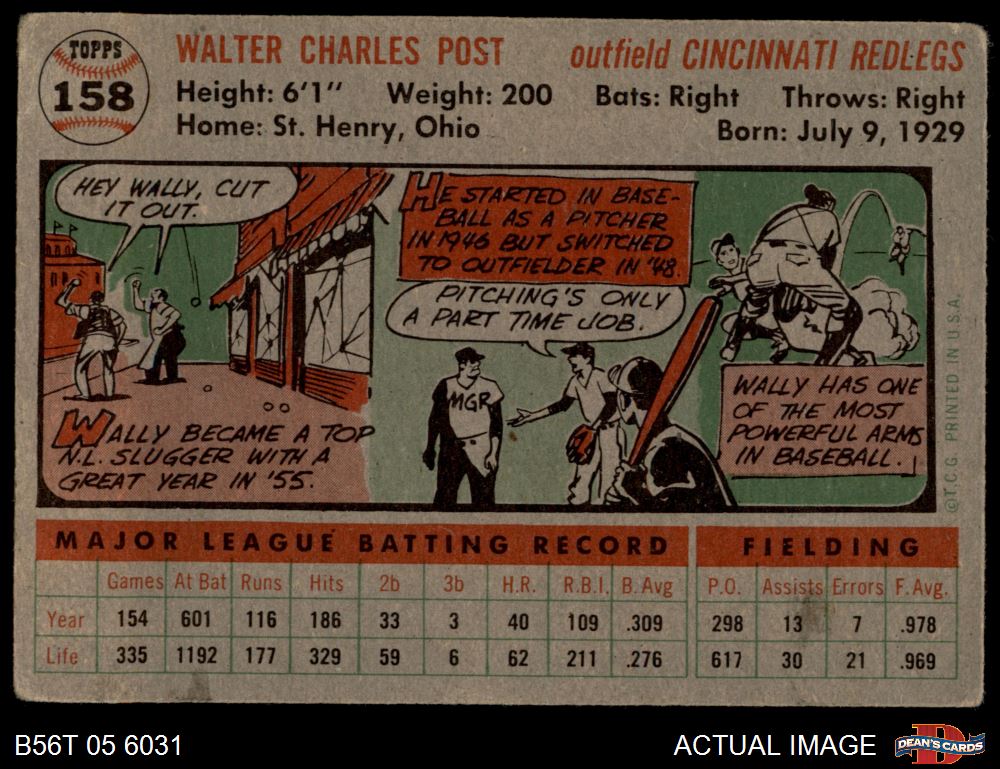 TOPPS
158
WALTER CHARLES POST outfield CINCINNATI REDLEGS
Height: 6'1" Weight: 200 Bats: Right Throws: Right
Home: St. Henry, Ohio Born: July 9, 1929
HEY WALLY, CUT
IT OUT.
WALLY BECAME A TOP
N.L. SLUGGER WITH A
GREAT YEAR IN '55.
HE STARTED IN BASE-
BALL AS A PITCHER
IN 1946 BUT SWITCHED
TO OUTFIELDER IN '48.
PITCHING'S ONLY
A PART TIME JOB.
MGR
WALLY HAS ONE
OF THE MOST
POWERFUL ARMS
IN BASEBALL.
©T.C.G. PRINTED IN U.S.A.
MAJOR LEAGUE BATTING RECORD FIELDING
Games At Bat Runs Hits 2b 3b H.R. R.B.I. B. Avg P.O. Assists Errors F. Avg.
Year 154 601 116 186 33 3 40 109 .309 298 13 7 .978
Life 335 1192 177 329 59 6 62 211 .276 617 30 21 .969
B56T 05 6031 ACTUAL IMAGE
D
DEAN'S CARDS